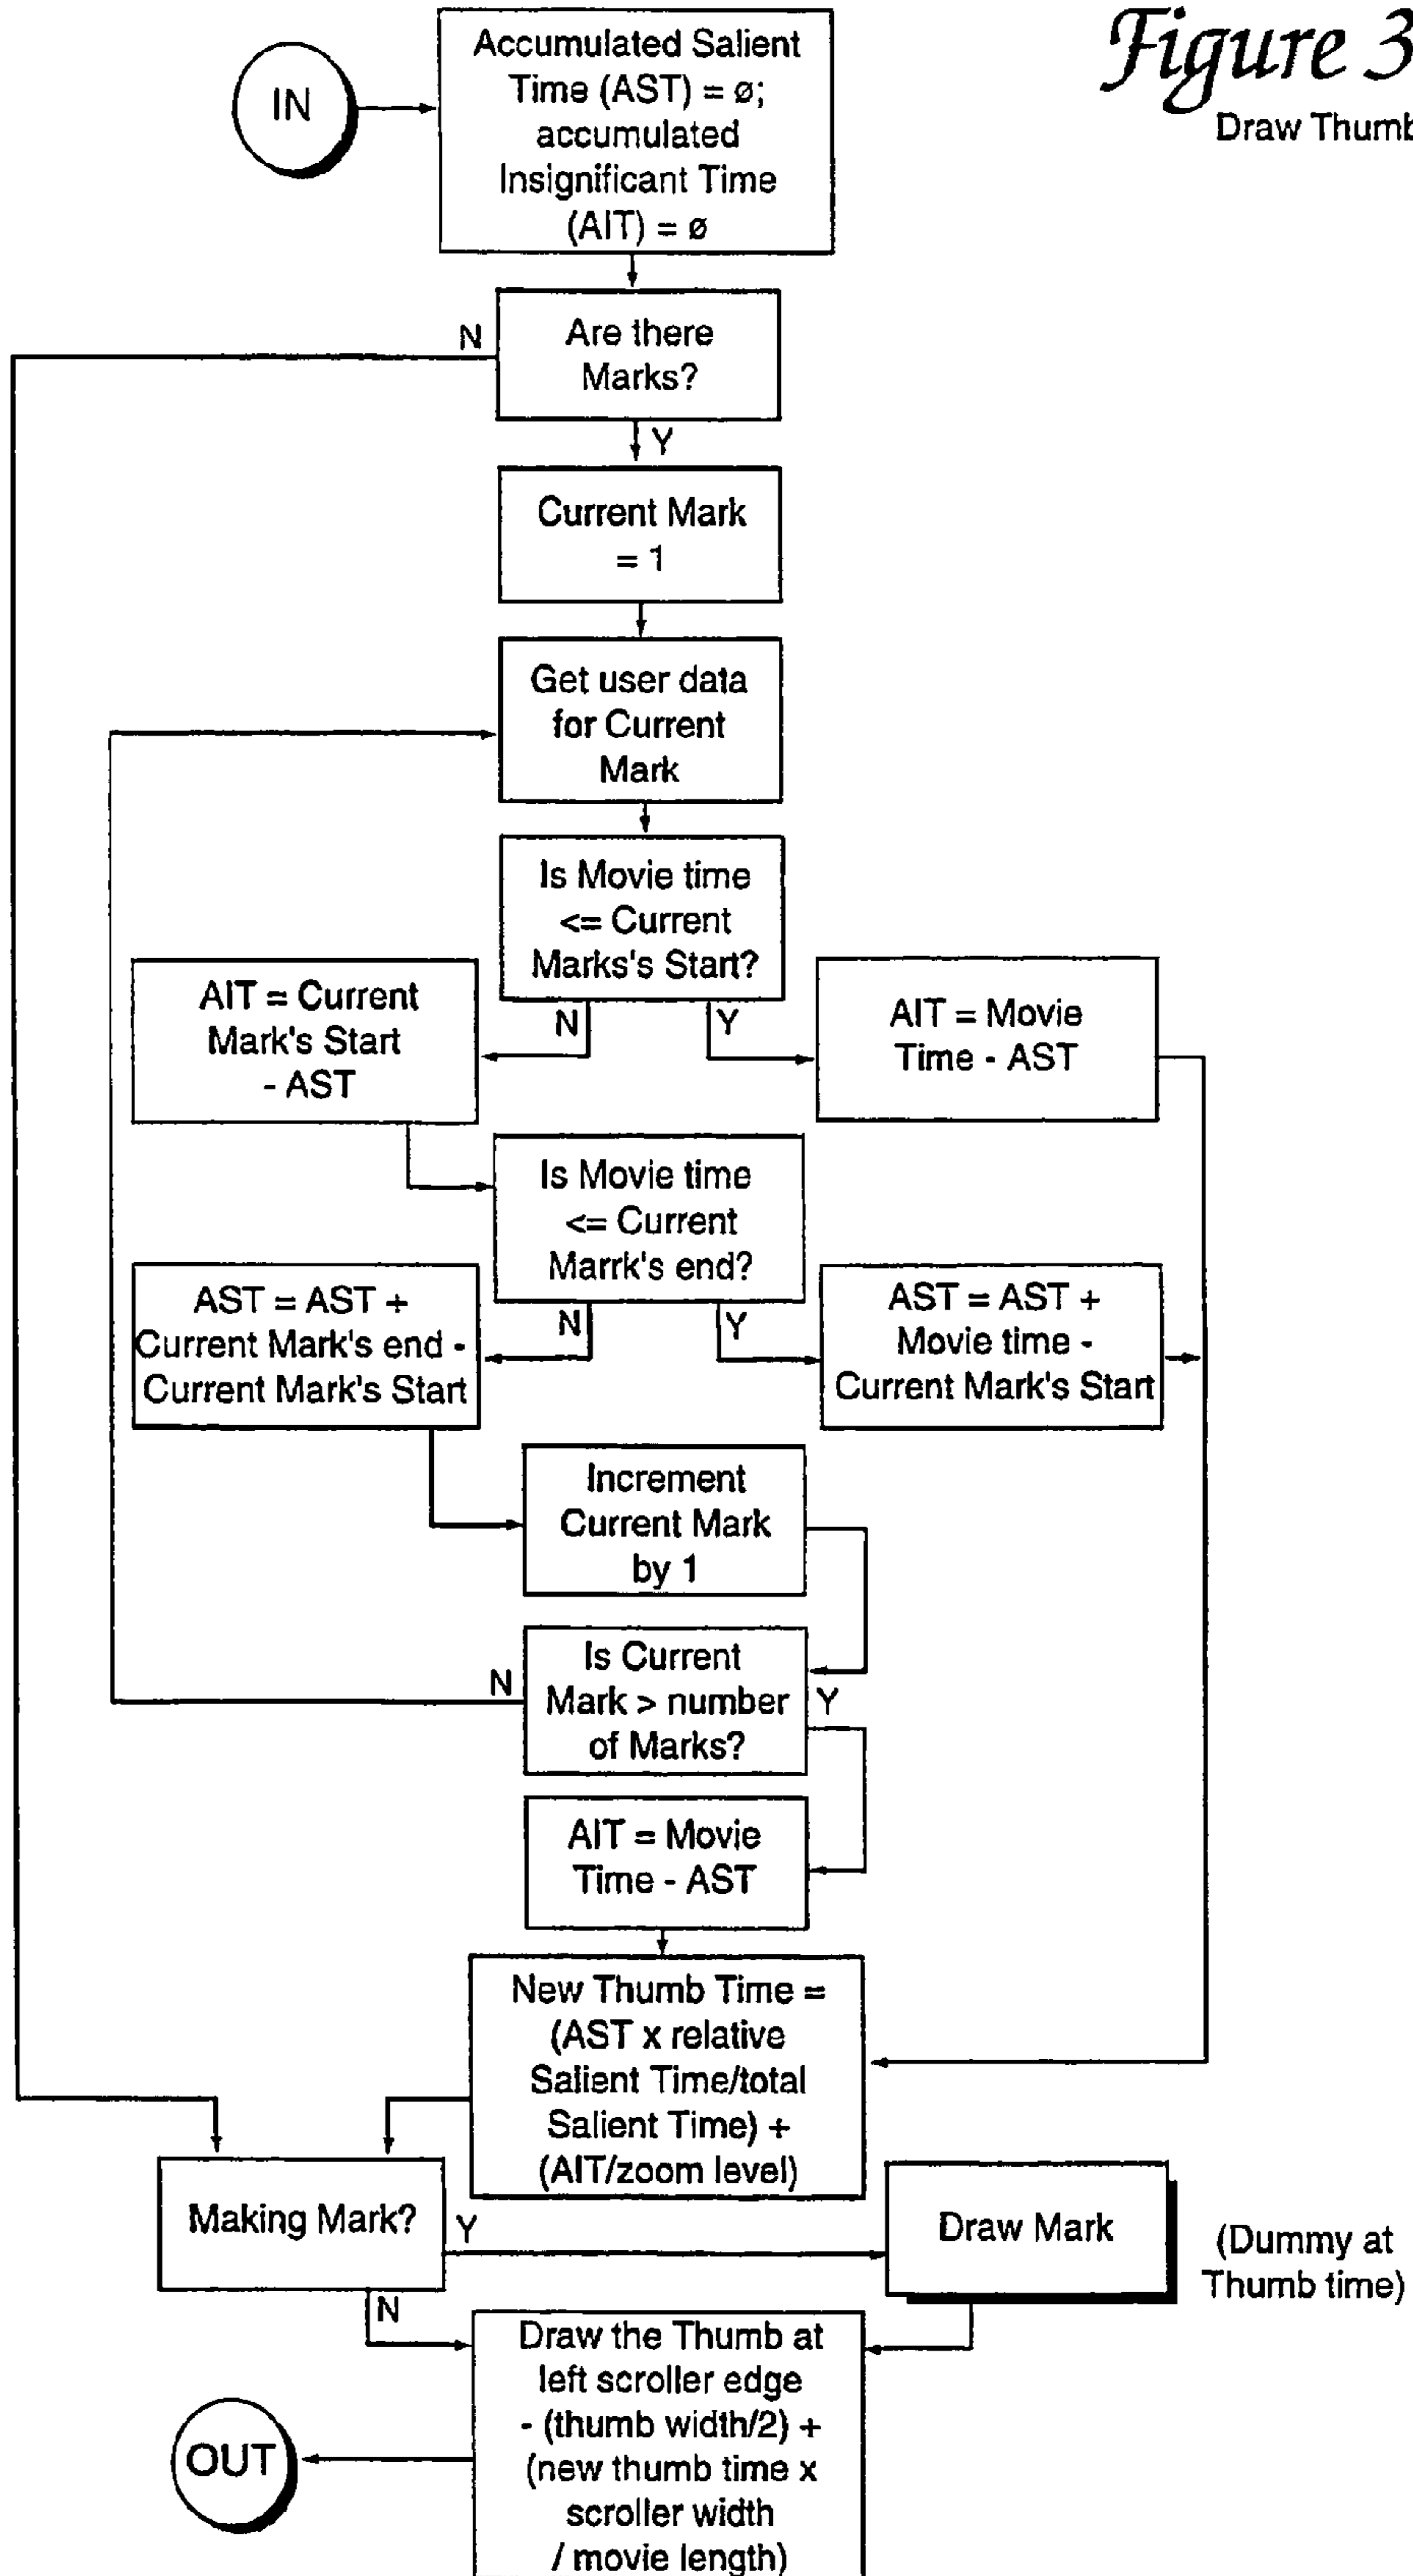 Figure 3
Draw Thumb
IN
Accumulated Salient
Time (AST) = ø;
accumulated
Insignificant Time
(AIT) = ø
N
Are there
Marks?
Y
Current Mark
= 1
Get user data
for Current
Mark
Is Movie time
<= Current
Marks's Start?
N
Y
AIT = Current
Mark's Start
- AST
AIT = Movie
Time - AST
Is Movie time
<= Current
Marrk's end?
N
Y
AST = AST +
Current Mark's end -
Current Mark's Start
AST = AST +
Movie time -
Current Mark's Start
Increment
Current Mark
by 1
N
Is Current
Mark > number
of Marks?
Y
AIT = Movie
Time - AST
New Thumb Time =
(AST x relative
Salient Time/total
Salient Time) +
(AIT/zoom level)
Making Mark?
Y
N
Draw Mark
(Dummy at
Thumb time)
Draw the Thumb at
left scroller edge
- (thumb width/2) +
(new thumb time x
scroller width
/ movie length)
OUT